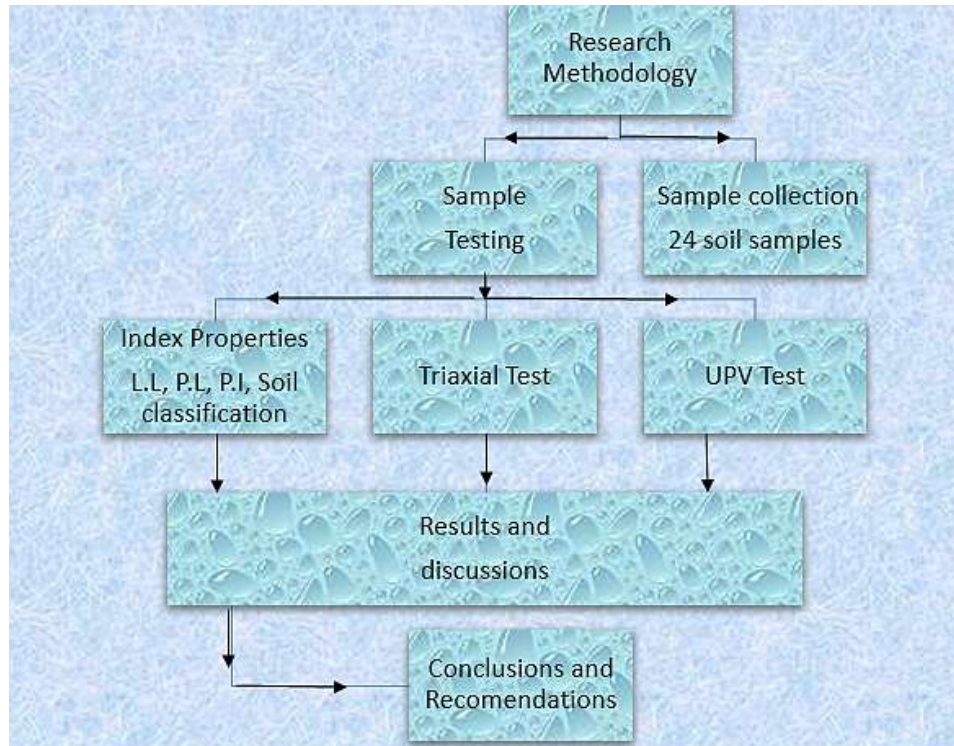 Research
Methodology
Sample
Testing
Sample collection
24 soil samples
Index Properties
L.L, P.L, P.I, Soil
classification
Triaxial Test
UPV Test
Results and
discussions
Conclusions and
Recomendations